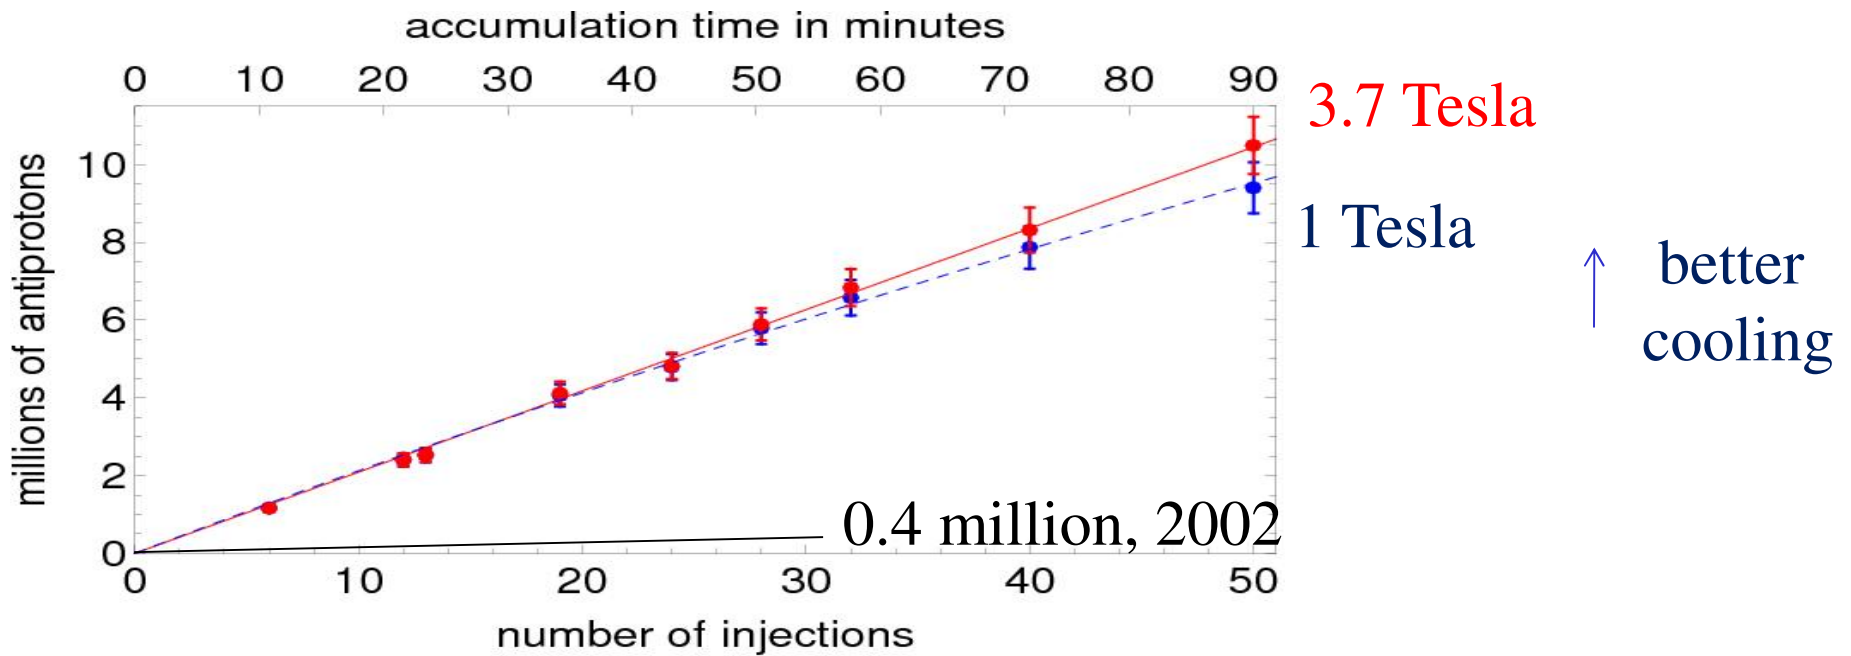 accumulation time in minutes
0 10 20 30 40 50 60 70 80 90
3.7 Tesla
1 Tesla
better
cooling
millions of antiprotons
10
8
6
4
2
0
0.4 million, 2002
0 10 20 30 40 50
number of injections